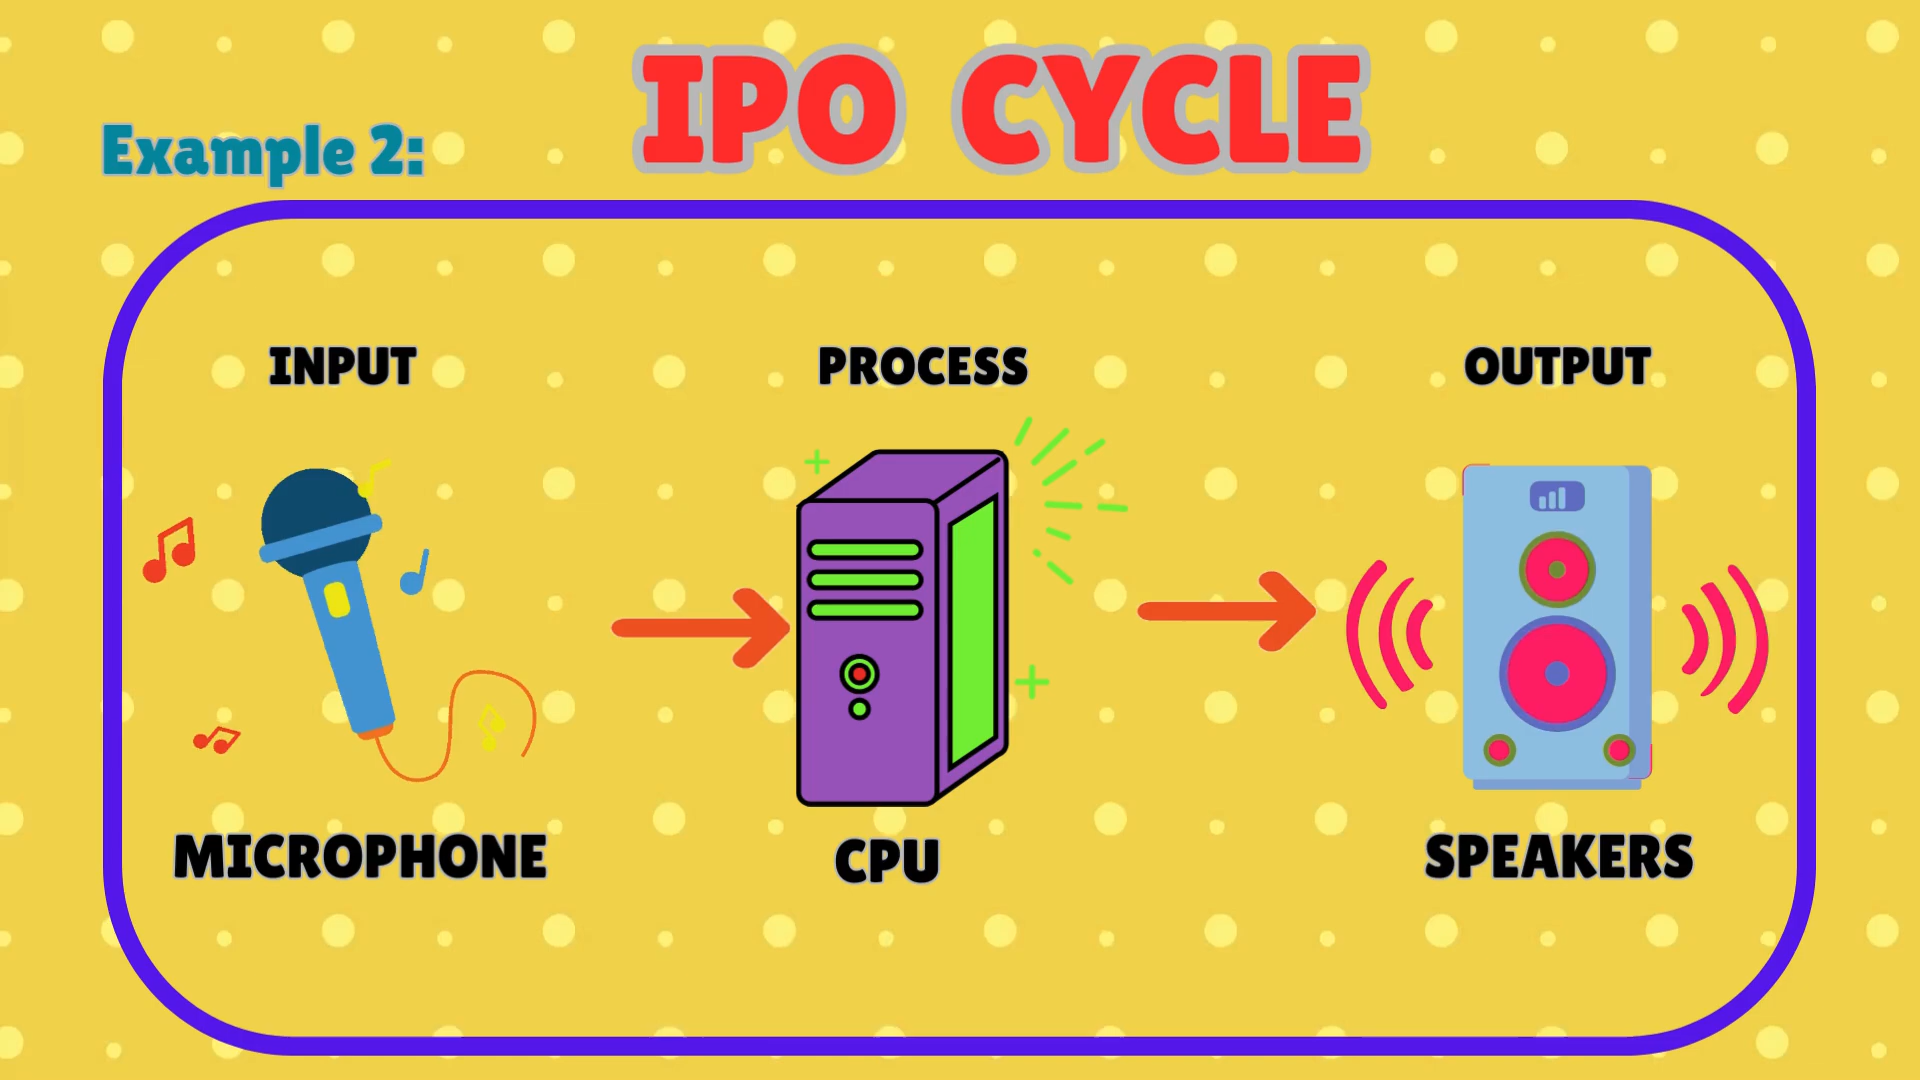 IPO CYCLE
Example 2:
INPUT
PROCESS
OUTPUT
MICROPHONE
CPU
SPEAKERS